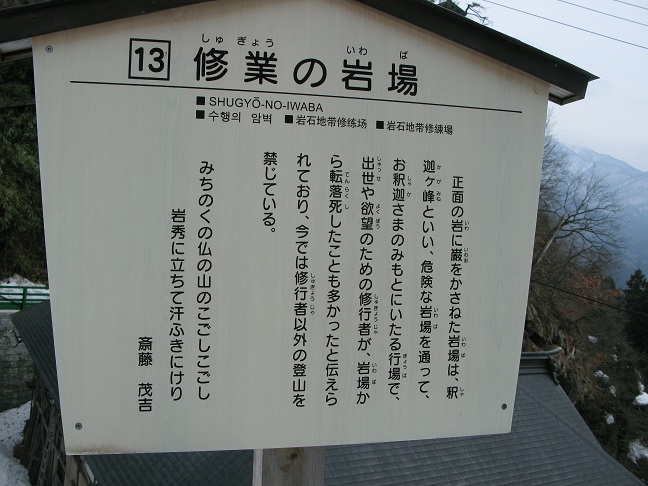 13 修業の岩場
しゅぎょう いわば
■ SHUGYŌ-NO-IWABA
■ 수행의 암벽 ■ 岩石地带修练场 ■ 岩石地帶修練場
正面の岩に巌をかさねた岩場は、釈
迦ヶ峰といい、危険な岩場を通って、
お釈迦さまのみもとにいたる行場で、
出世や欲望のための修行者が、岩場か
ら転落死したことも多かったと伝えら
れており、今では修行者以外の登山を
禁じている。
みちのくの仏の山のこごしこごし
岩秀に立ちて汗ふきにけり
斎藤 茂吉